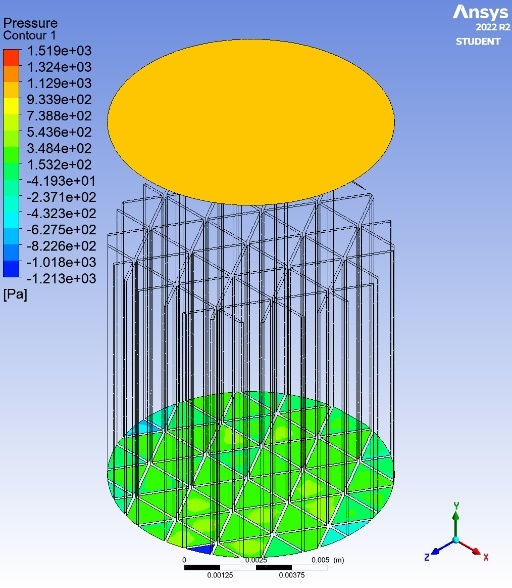 Pressure
Contour 1
1.519e+03
1.324e+03
1.129e+03
9.339e+02
7.388e+02
5.436e+02
3.484e+02
1.532e+02
-4.193e+01
-2.371e+02
-4.323e+02
-6.275e+02
-8.226e+02
-1.018e+03
-1.213e+03
[Pa]
Ansys
2022 R2
STUDENT
0 0.0025 0.005 (m)
0.00125 0.00375
Y
Z X